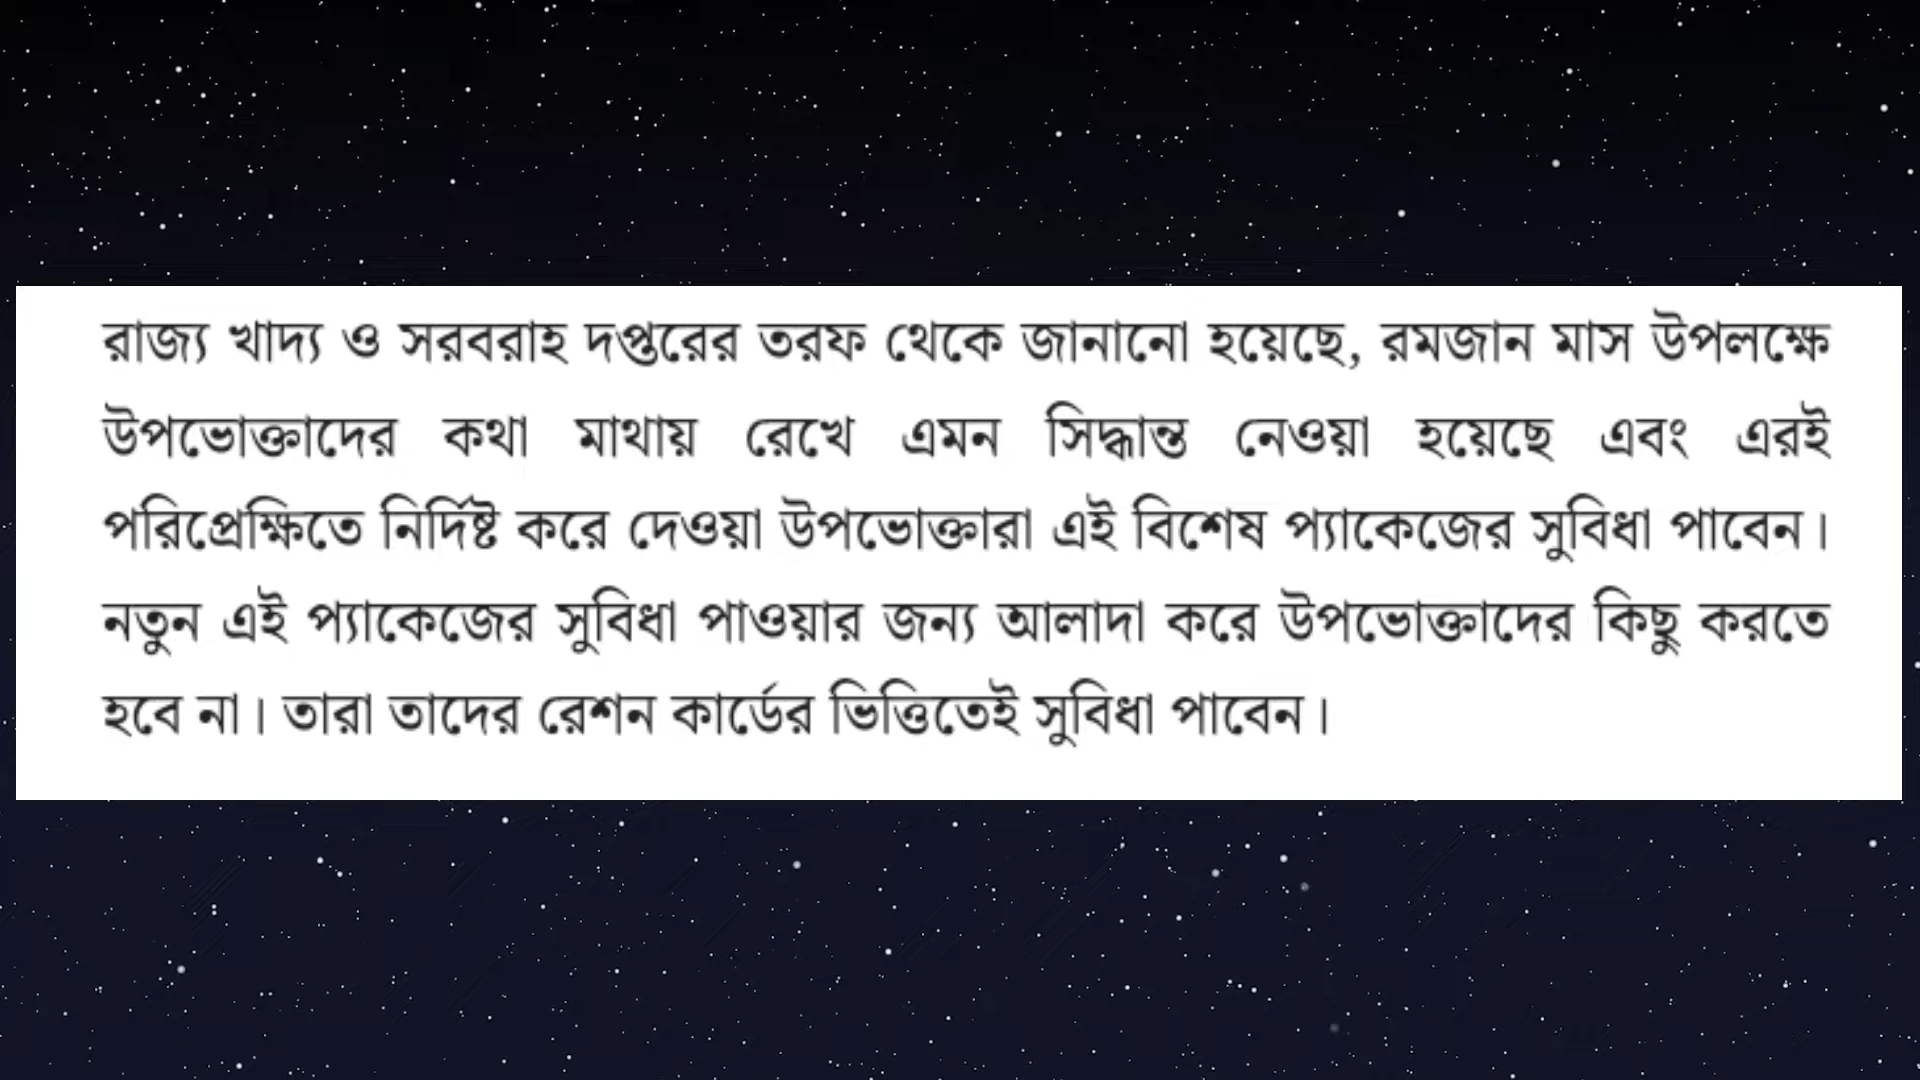 রাজ্য খাদ্য ও সরবরাহ দপ্তরের তরফ থেকে জানানো হয়েছে, রমজান মাস উপলক্ষে
উপভোক্তাদের কথা মাথায় রেখে এমন সিদ্ধান্ত নেওয়া হয়েছে এবং এরই
পরিপ্রেক্ষিতে নির্দিষ্ট করে দেওয়া উপভোক্তারা এই বিশেষ প্যাকেজের সুবিধা পাবেন।
নতুন এই প্যাকেজের সুবিধা পাওয়ার জন্য আলাদা করে উপভোক্তাদের কিছু করতে
হবে না। তারা তাদের রেশন কার্ডের ভিত্তিতেই সুবিধা পাবেন।